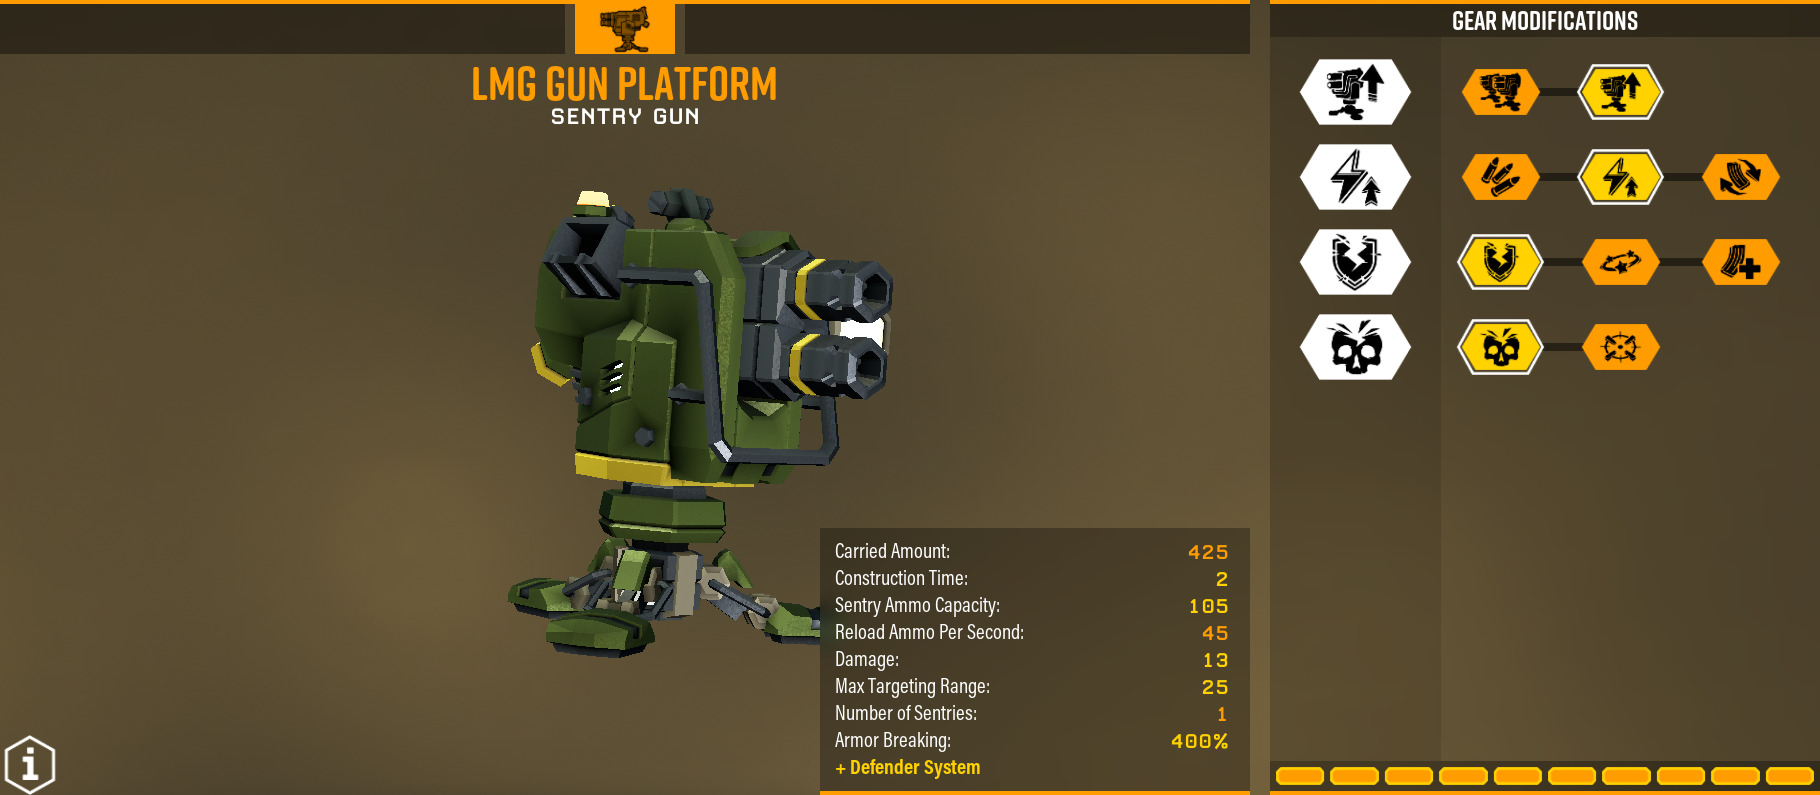 GEAR MODIFICATIONS
LMG GUN PLATFORM
SENTRY GUN
Carried Amount: 425
Construction Time: 2
Sentry Ammo Capacity: 105
Reload Ammo Per Second: 45
Damage: 13
Max Targeting Range: 25
Number of Sentries: 1
Armor Breaking: 400%
+ Defender System
i